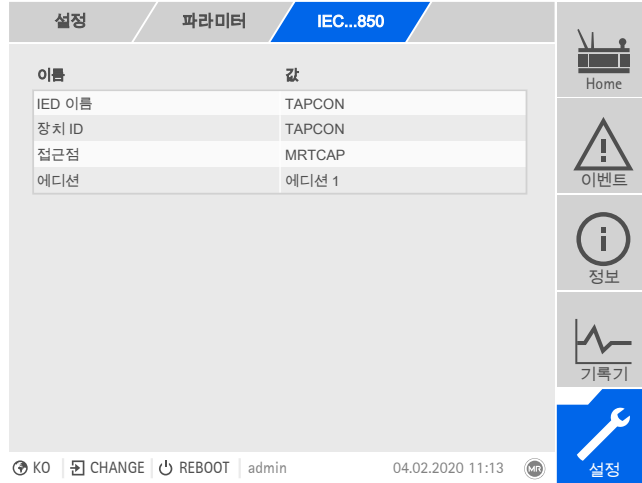 설정 파라미터 IEC...850
이름 값
IED 이름 TAPCON
장치 ID TAPCON
접근점 MRTCAP
에디션 에디션 1
Home
이벤트
정보
기록기
설정
KO CHANGE REBOOT admin 04.02.2020 11:13 MR